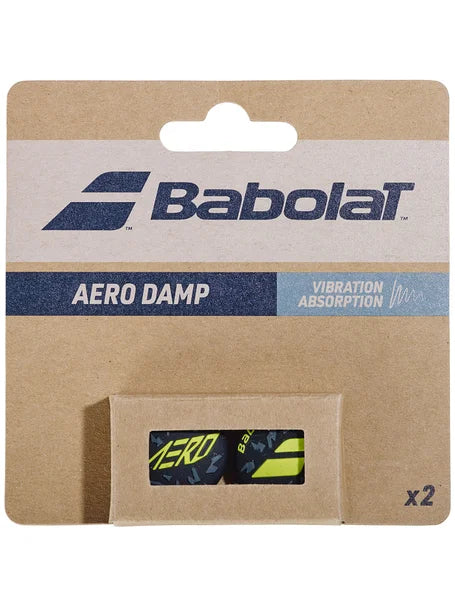 BabolaT
AERO DAMP
VIBRATION
ABSORPTION
AERO
x2